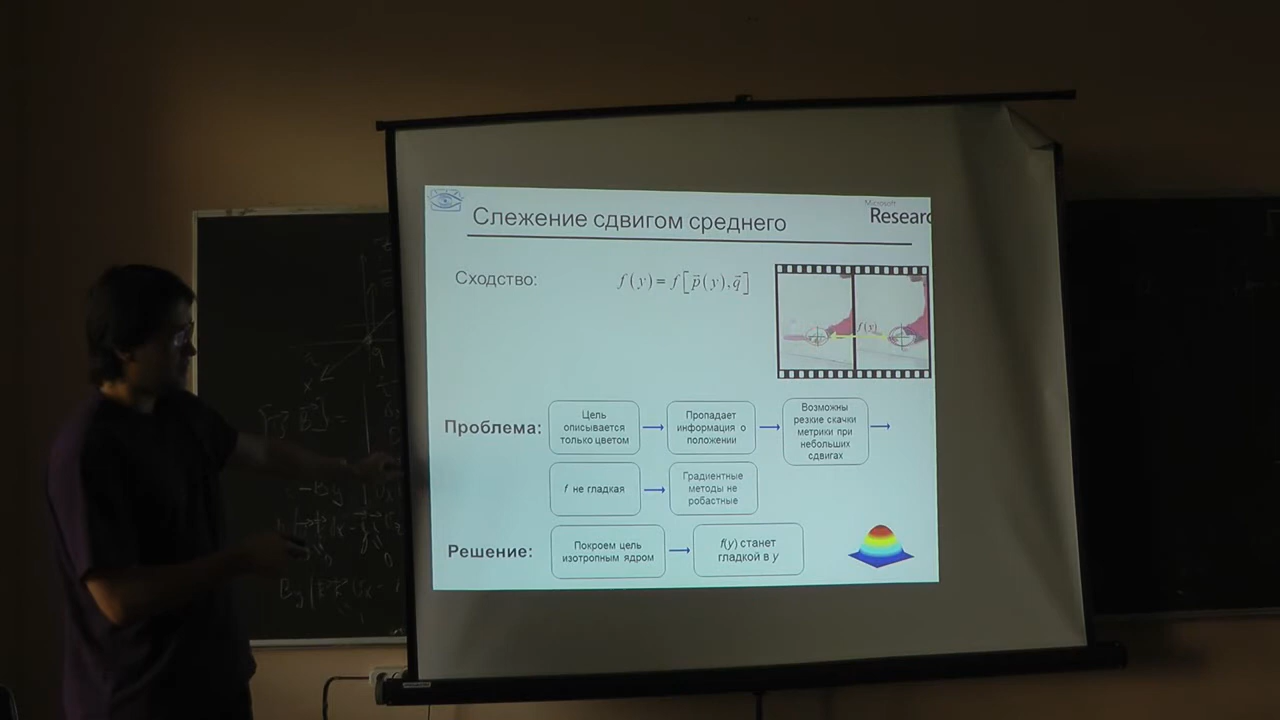 Слежение сдвигом среднего
Microsoft
Researc
Сходство:
f(y)= f[p⃗(y),q⃗]
f(y)
Проблема:
Цель
описывается
только цветом
Пропадает
информация о
положении
Возможны
резкие скачки
метрики при
небольших
сдвигах
f не гладкая
Градиентные
методы не
робастные
Решение:
Покроем цель
изотропным ядром
f(y) станет
гладкой в y